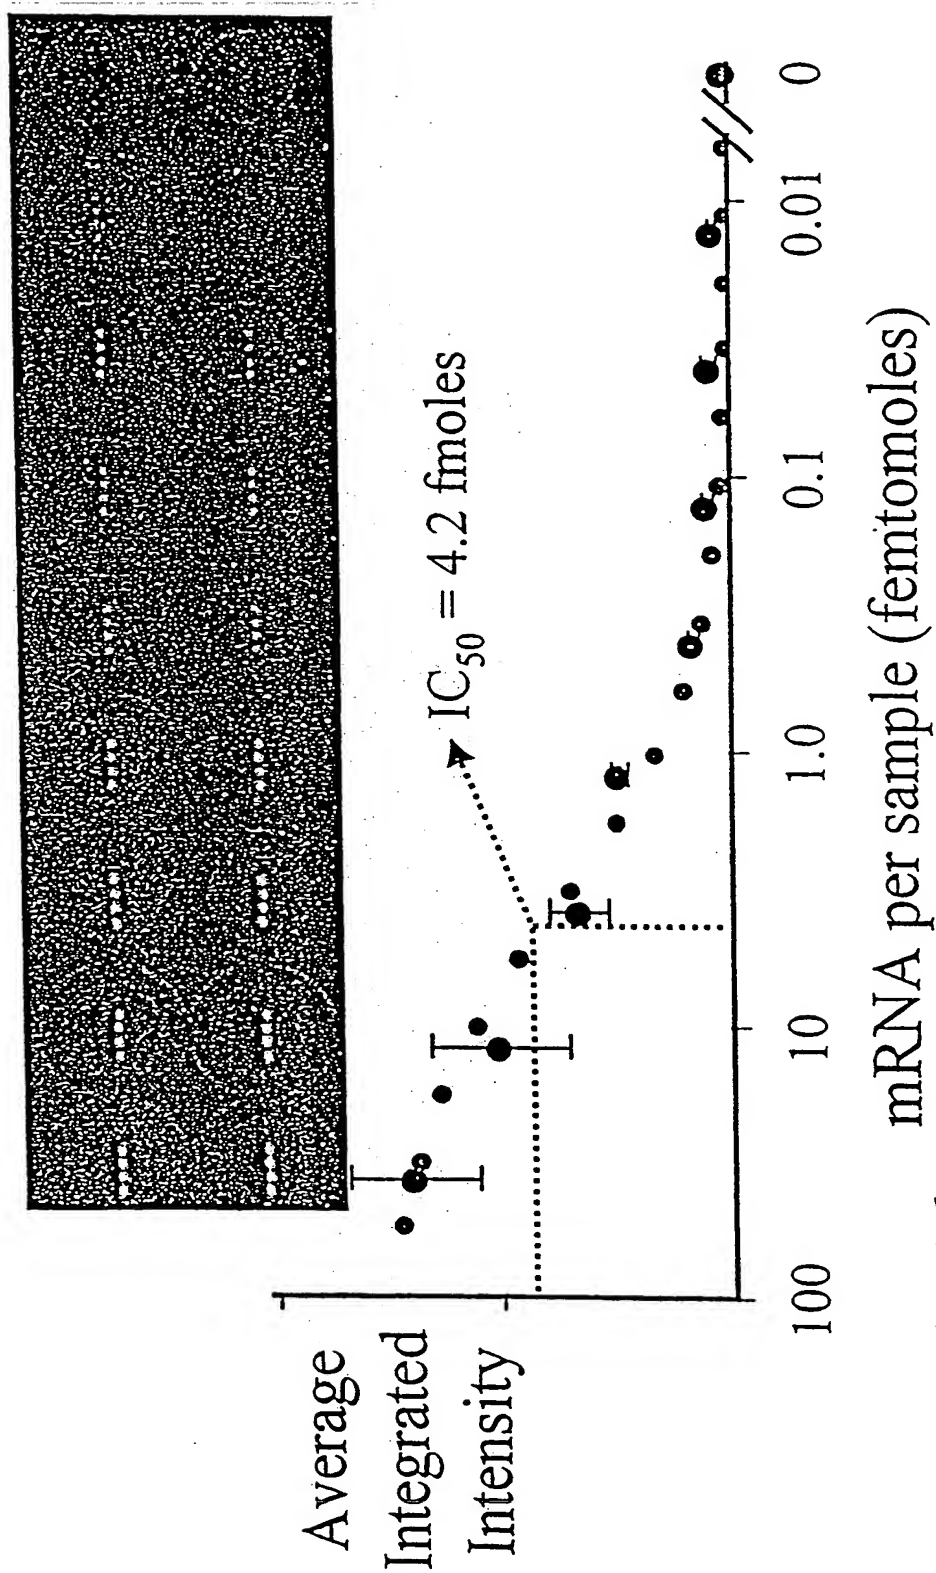 Average
Integrated
Intensity
IC50 = 4.2 fmoles
100
10
1.0
0.1
0.01
0
mRNA per sample (femtomoles)